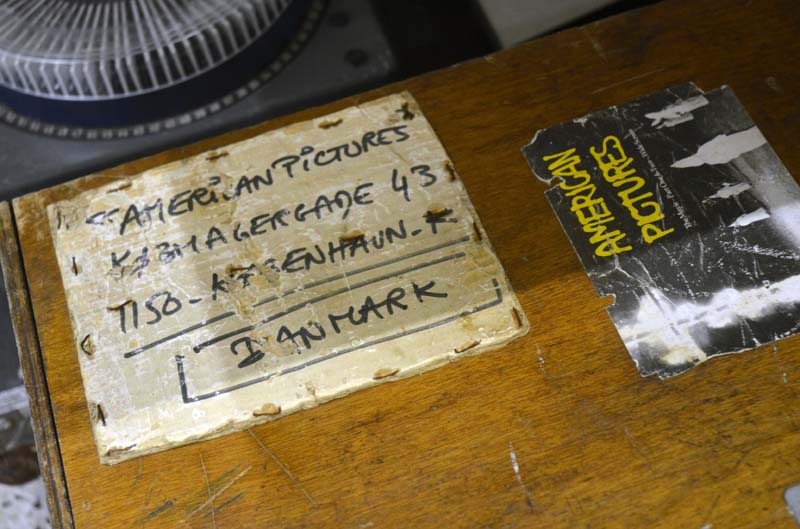 "AMERICAN PICTURES
KØBMAGERGADE 43
1150-KØBENHAVN-K
DANMARK
AMERICAN
PICTURES